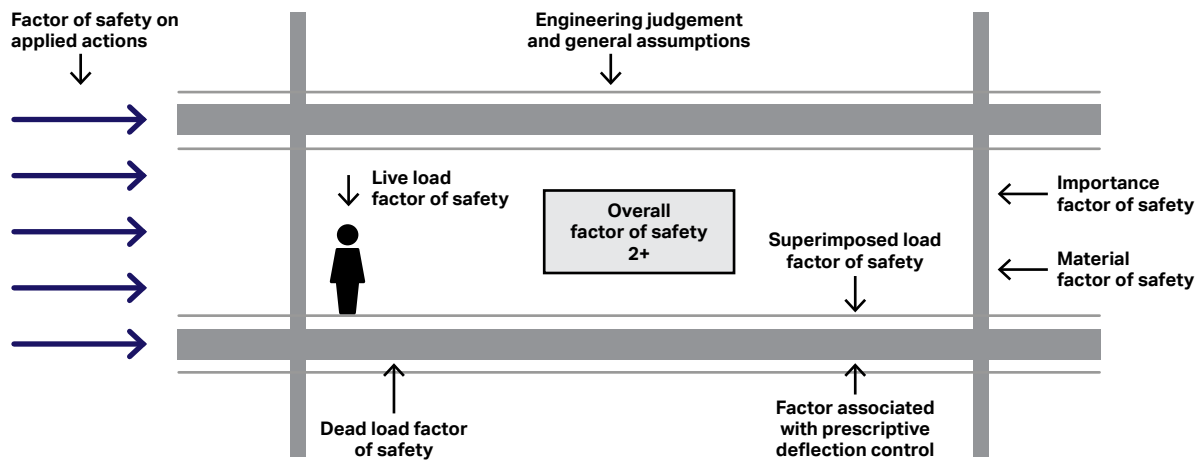 Factor of safety on
applied actions
Engineering judgement
and general assumptions
Live load
factor of safety
Overall
factor of safety
2+
Superimposed load
factor of safety
Importance
factor of safety
Material
factor of safety
Dead load factor
of safety
Factor associated
with prescriptive
deflection control